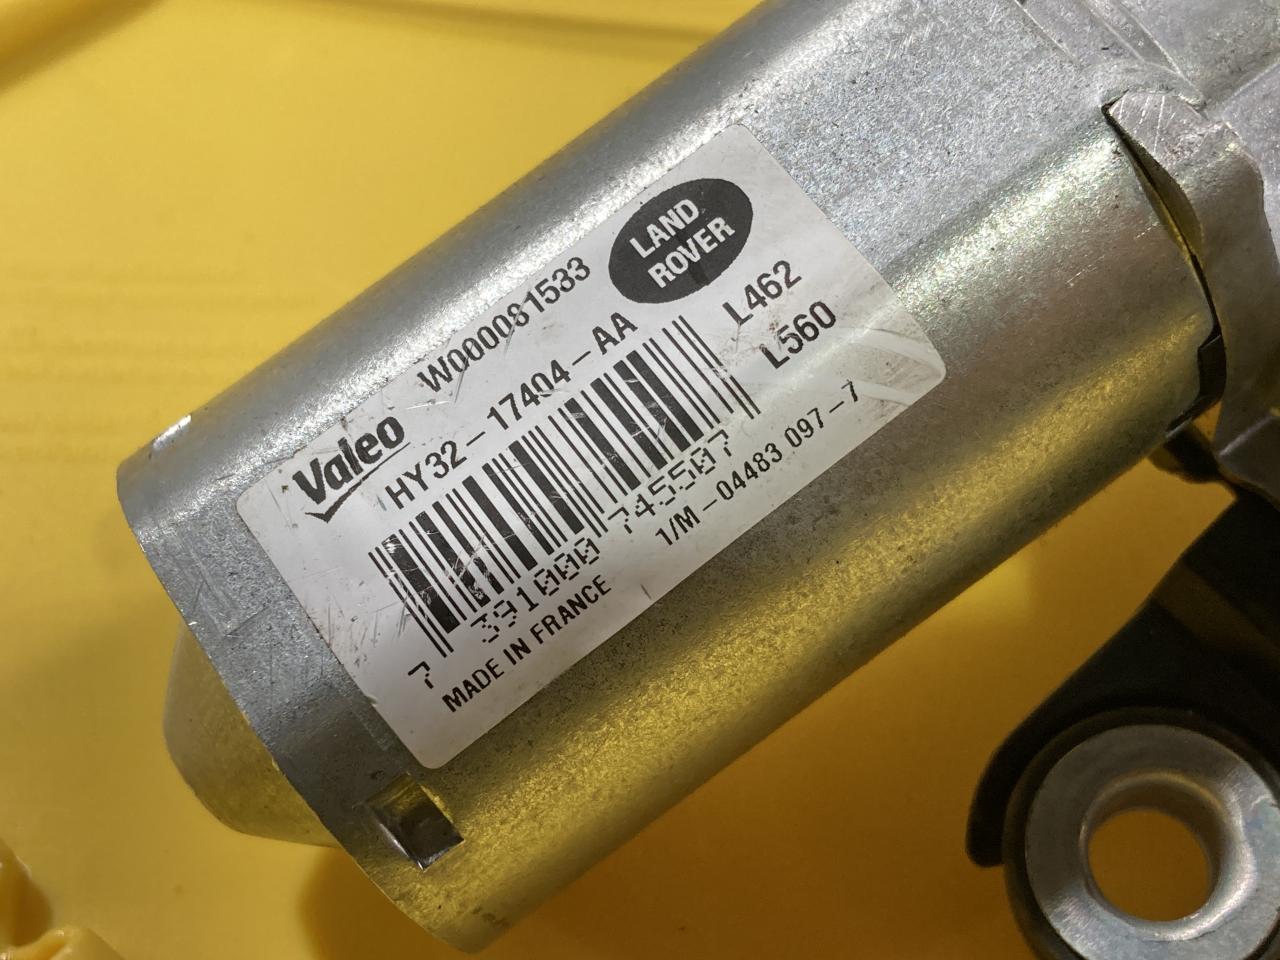 Valeo W000081533
LAND
ROVER
HY32-17404-AA
L462
L560
7 391000 745507
1/M-04483 097-7
MADE IN FRANCE